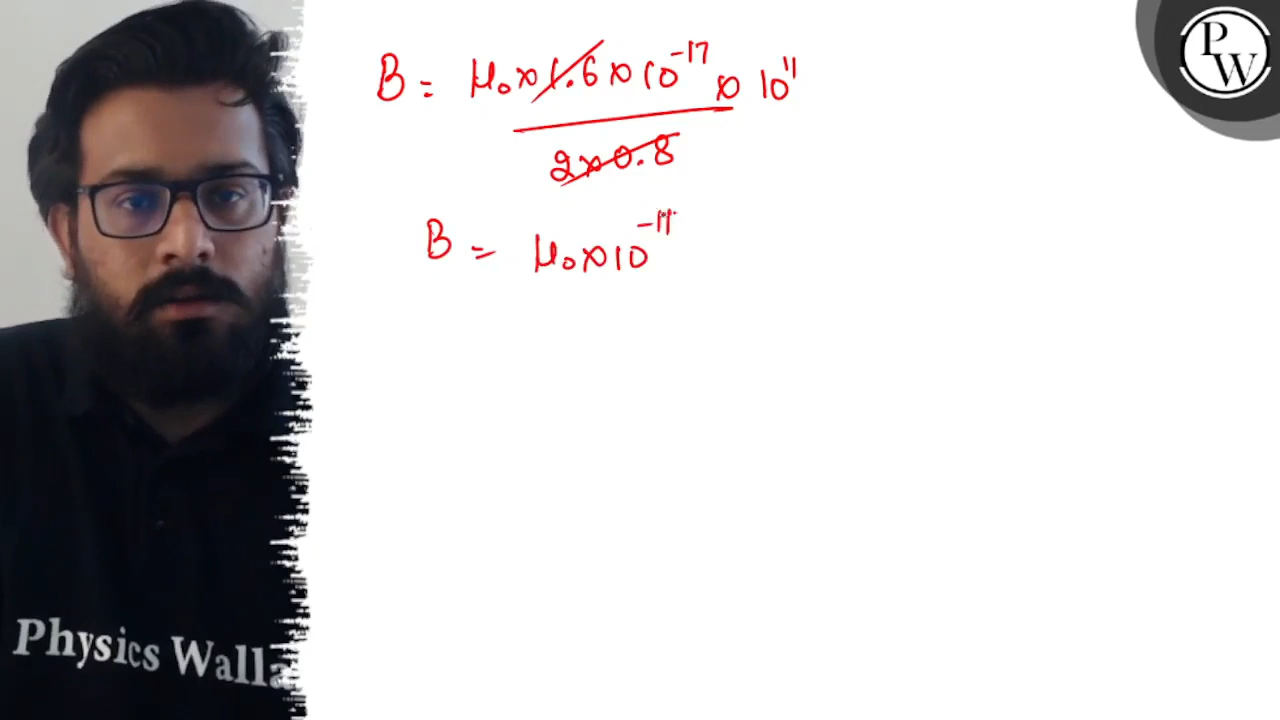 PW
B = μ₀ × 1.6 × 10⁻¹⁷ × 10¹¹
2 × 0.8
B = μ₀ × 10⁻¹¹
Physics Walla